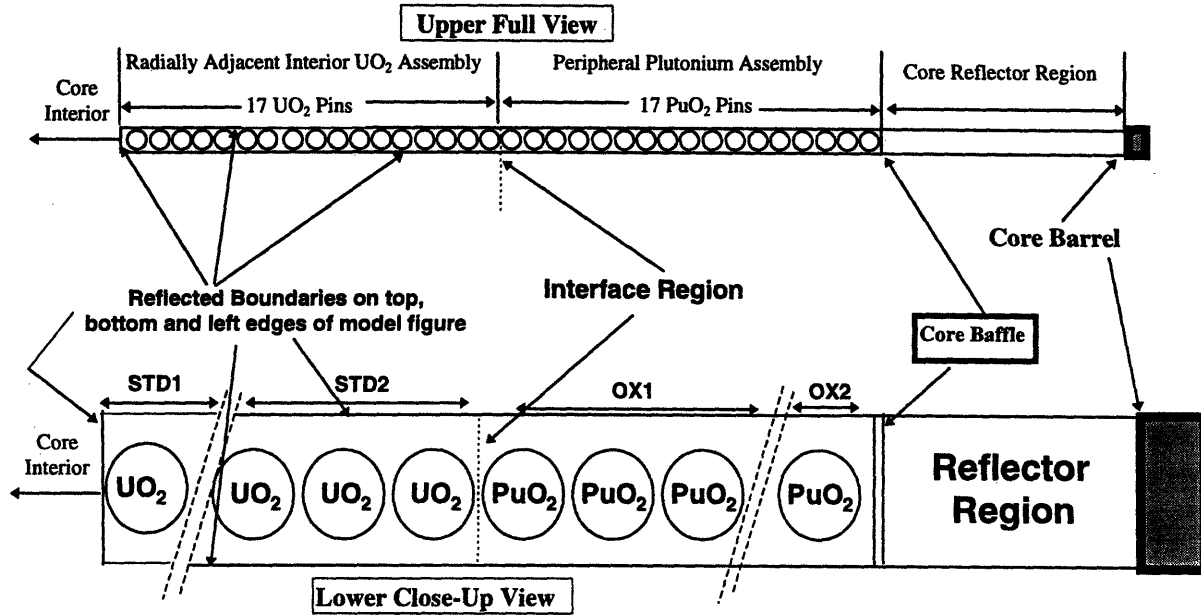 Upper Full View
Radially Adjacent Interior UO₂ Assembly
Peripheral Plutonium Assembly
Core Reflector Region
Core
Interior
17 UO₂ Pins
17 PuO₂ Pins
Core Barrel
Reflected Boundaries on top,
bottom and left edges of model figure
Interface Region
Core Baffle
STD1
STD2
OX1
OX2
Core
Interior
UO₂
UO₂
UO₂
UO₂
PuO₂
PuO₂
PuO₂
PuO₂
Reflector
Region
Lower Close-Up View